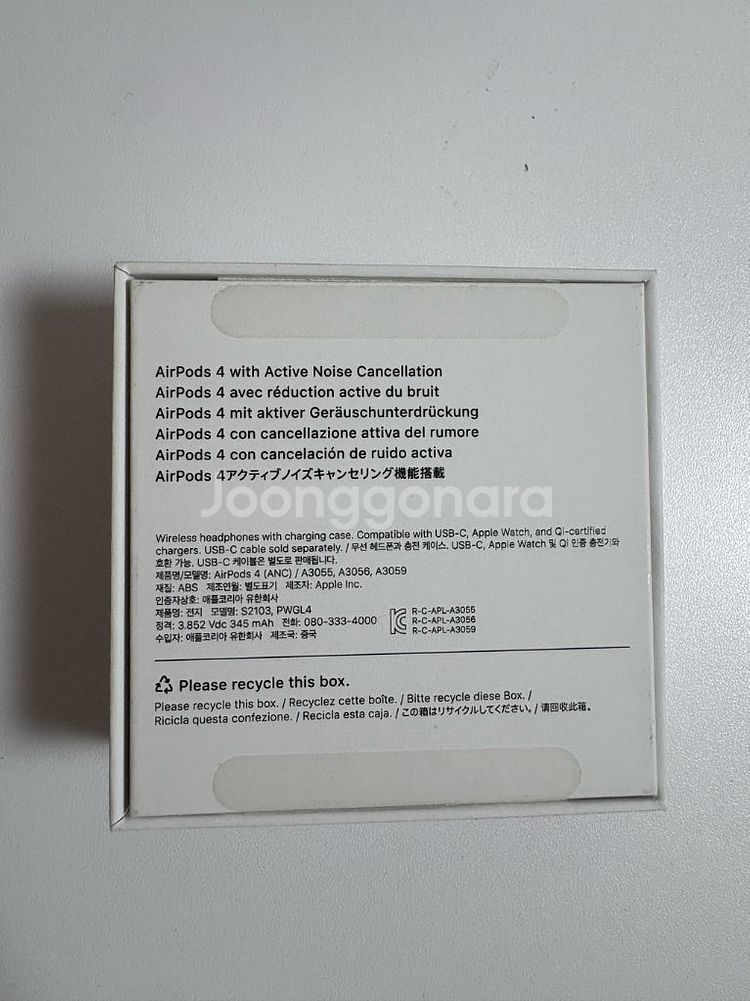 AirPods 4 with Active Noise Cancellation
AirPods 4 avec réduction active du bruit
AirPods 4 mit aktiver Geräuschunterdrückung
AirPods 4 con cancellazione attiva del rumore
AirPods 4 con cancelación de ruido activa
AirPods 4アクティブノイズキャンセリング機能搭載
Joonggonara
Wireless headphones with charging case. Compatible with USB-C, Apple Watch, and Qi-certified
chargers. USB-C cable sold separately. / 무선 헤드폰과 충전 케이스. USB-C, Apple Watch 및 Qi 인증 충전기와
호환 가능. USB-C 케이블은 별도로 판매됩니다.
제품명/모델명: AirPods 4 (ANC) / A3055, A3056, A3059
재질: ABS 제조연월: 별도표기 제조자: Apple Inc.
인증자상호: 애플코리아 유한회사
제품명: 전지 모델명: S2103, PWGL4
정격: 3.852 Vdc 345 mAh 전화: 080-333-4000
수입자: 애플코리아 유한회사 제조국: 중국
R-C-APL-A3055
R-C-APL-A3056
R-C-APL-A3059
Please recycle this box.
Please recycle this box. / Recyclez cette boîte. / Bitte recycle diese Box. /
Ricicla questa confezione. / Recicla esta caja. / この箱はリサイクルしてください。/ 请回收此箱。